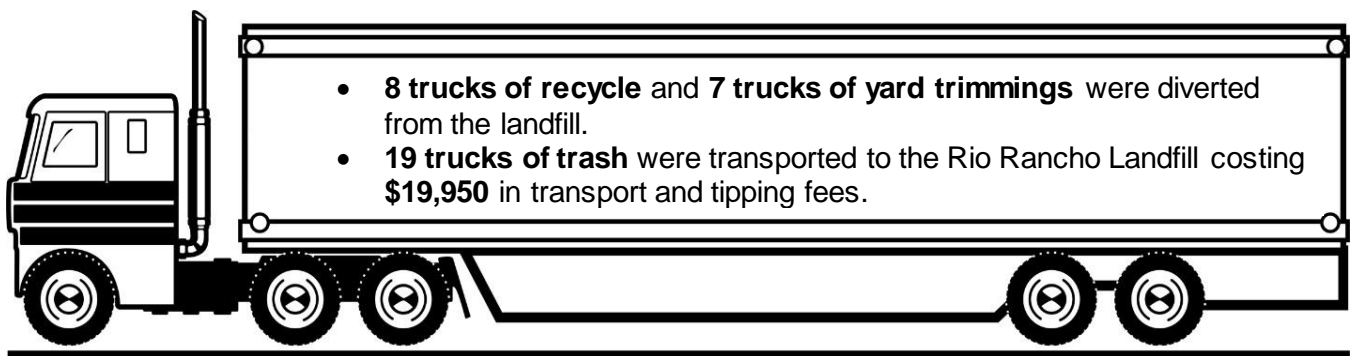 • 8 trucks of recycle and 7 trucks of yard trimmings were diverted
from the landfill.
• 19 trucks of trash were transported to the Rio Rancho Landfill costing
$19,950 in transport and tipping fees.